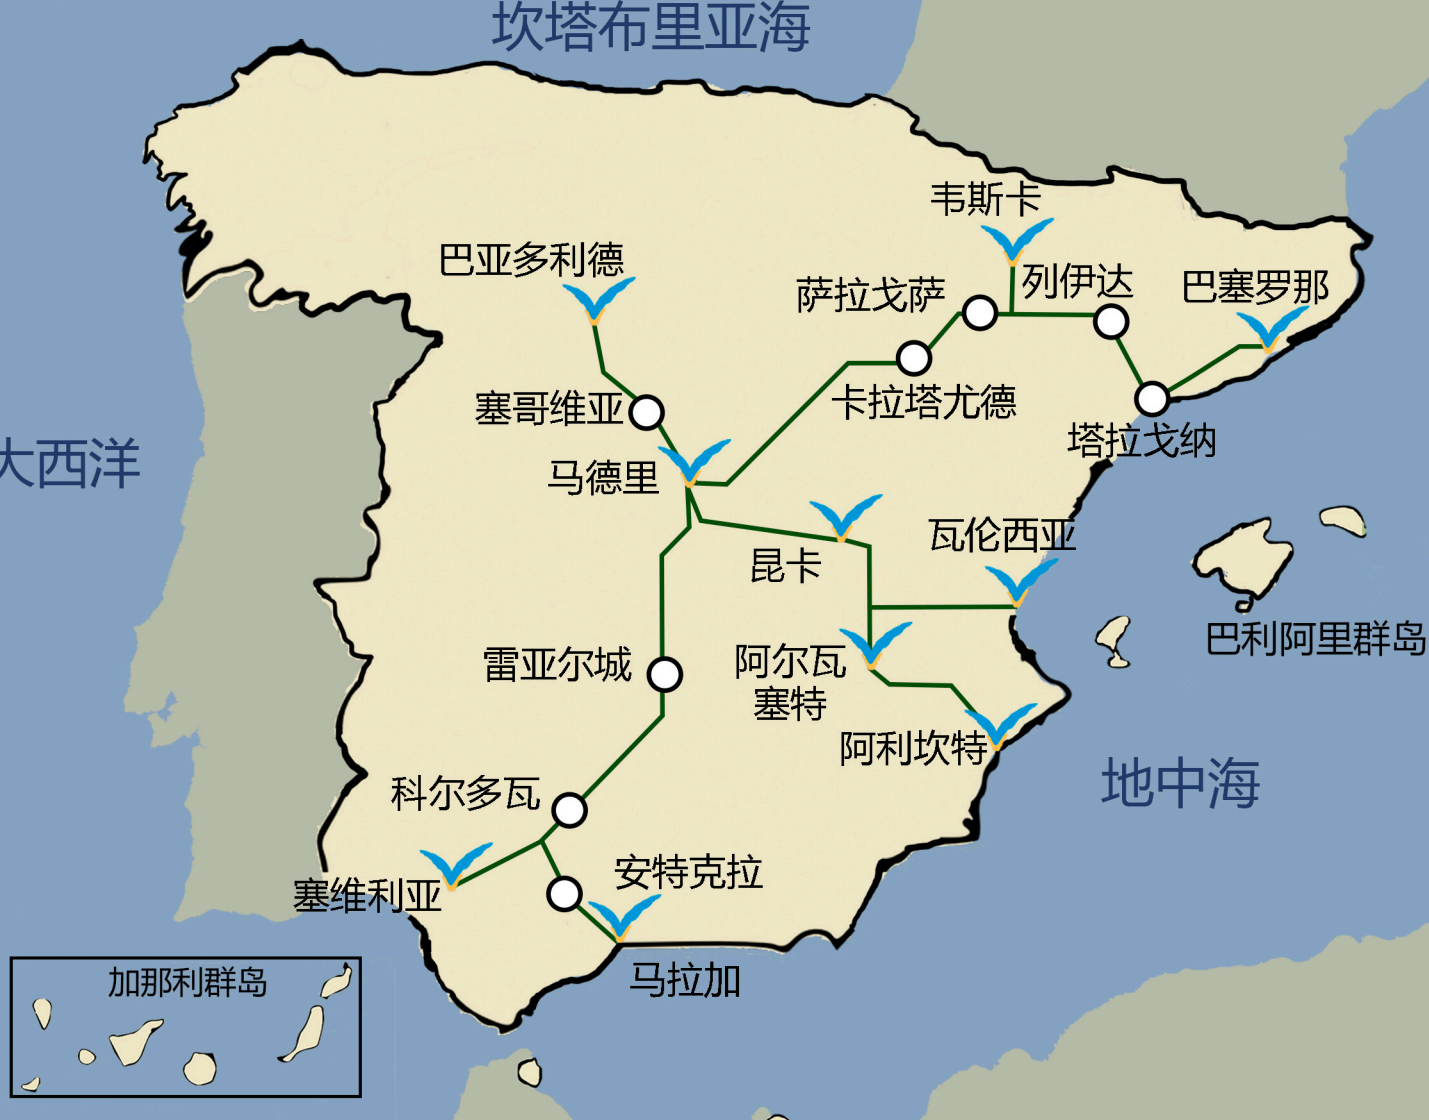 坎塔布里亚海
韦斯卡
巴亚多利德
列伊达
巴塞罗那
萨拉戈萨
卡拉塔尤德
塞哥维亚
塔拉戈纳
大西洋
马德里
瓦伦西亚
昆卡
巴利阿里群岛
雷亚尔城
阿尔瓦
塞特
阿利坎特
地中海
科尔多瓦
安特克拉
塞维利亚
马拉加
加那利群岛